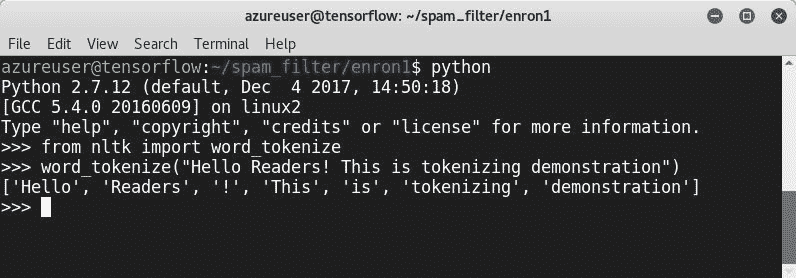 azureuser@tensorflow: ~/spam_filter/enron1
File Edit View Search Terminal Help
azureuser@tensorflow:~/spam_filter/enron1$ python
Python 2.7.12 (default, Dec  4 2017, 14:50:18)
[GCC 5.4.0 20160609] on linux2
Type "help", "copyright", "credits" or "license" for more information.
>>> from nltk import word_tokenize
>>> word_tokenize("Hello Readers! This is tokenizing demonstration")
['Hello', 'Readers', '!', 'This', 'is', 'tokenizing', 'demonstration']
>>>